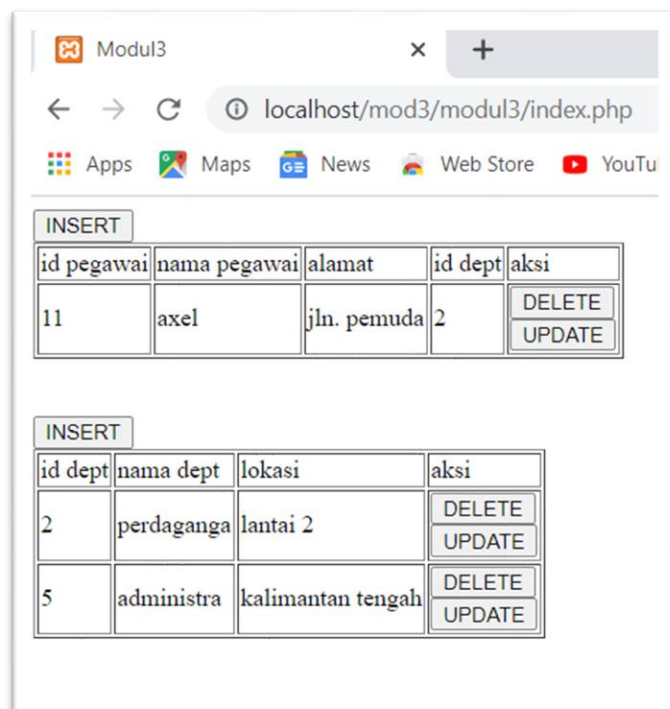 Modul3
localhost/mod3/modul3/index.php
Apps Maps GE News Web Store YouTu
INSERT
id pegawai nama pegawai alamat id dept aksi
11 axel jln. pemuda 2 DELETE
UPDATE
INSERT
id dept nama dept lokasi aksi
2 perdaganga lantai 2 DELETE
UPDATE
5 administra kalimantan tengah DELETE
UPDATE